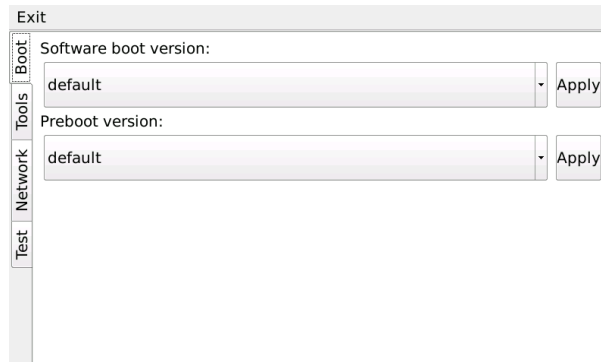 Exit
Boot
Tools
Network
Test
Software boot version:
default
Apply
Preboot version:
default
Apply